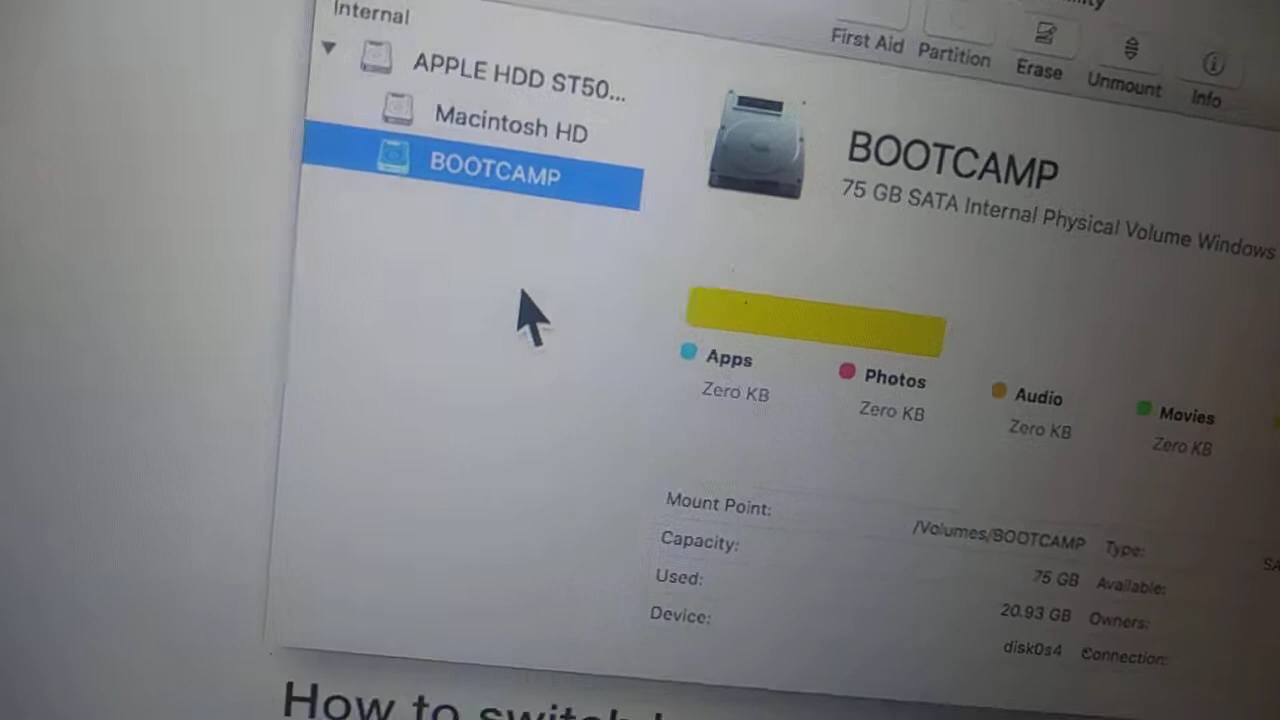 Internal
First Aid
Partition
Erase
Unmount
Info
APPLE HDD ST50...
Macintosh HD
BOOTCAMP
BOOTCAMP
75 GB SATA Internal Physical Volume Windows
Apps
Zero KB
Photos
Zero KB
Audio
Zero KB
Movies
Zero KB
Mount Point: /Volumes/BOOTCAMP Type:
Capacity: 75 GB Available:
Used: 20.93 GB Owners:
Device: disk0s4 Connection:
How to switch